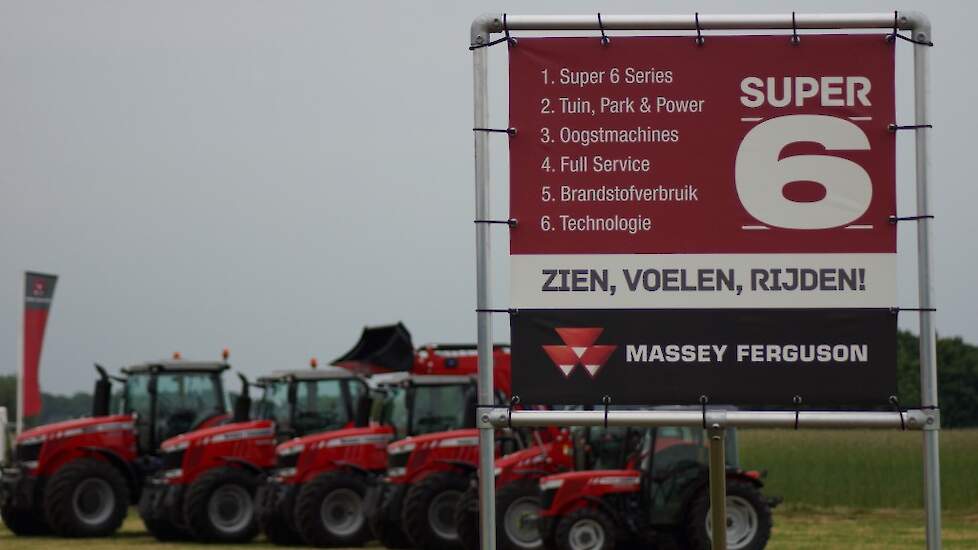 1. Super 6 Series
2. Tuin, Park & Power
3. Oogstmachines
4. Full Service
5. Brandstofverbruik
6. Technologie
SUPER
6
ZIEN, VOELEN, RIJDEN!
MASSEY FERGUSON